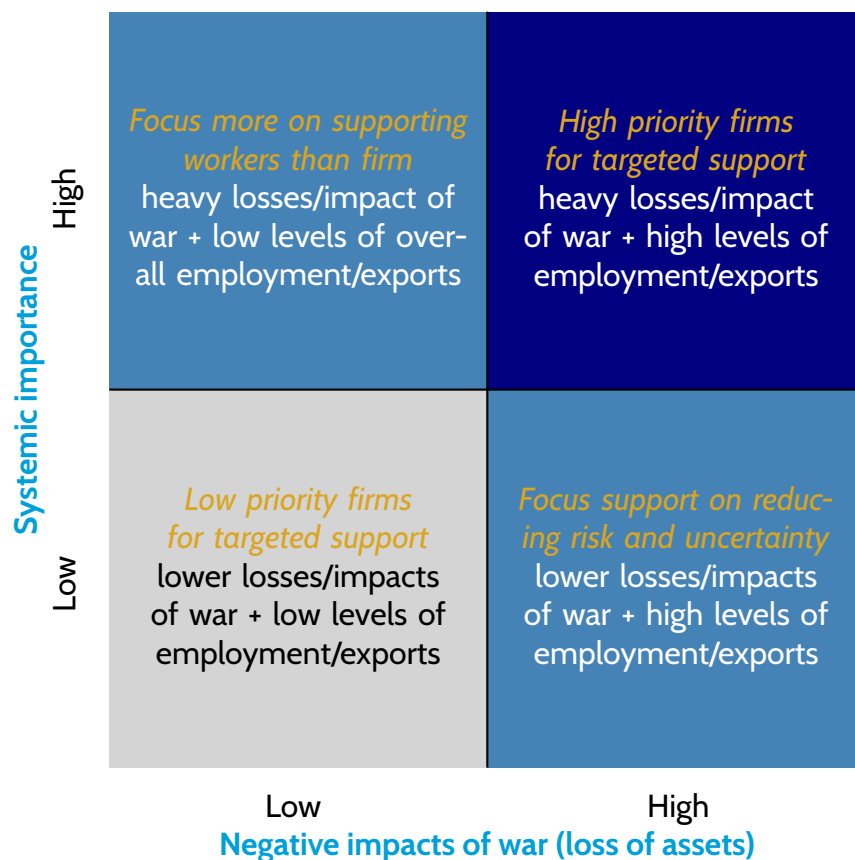 Systemic importance
High
Focus more on supporting
workers than firm
heavy losses/impact of
war + low levels of over-
all employment/exports
High priority firms
for targeted support
heavy losses/impact
of war + high levels of
employment/exports
Low
Low priority firms
for targeted support
lower losses/impacts
of war + low levels of
employment/exports
Focus support on reduc-
ing risk and uncertainty
lower losses/impacts
of war + high levels of
employment/exports
Low
High
Negative impacts of war (loss of assets)